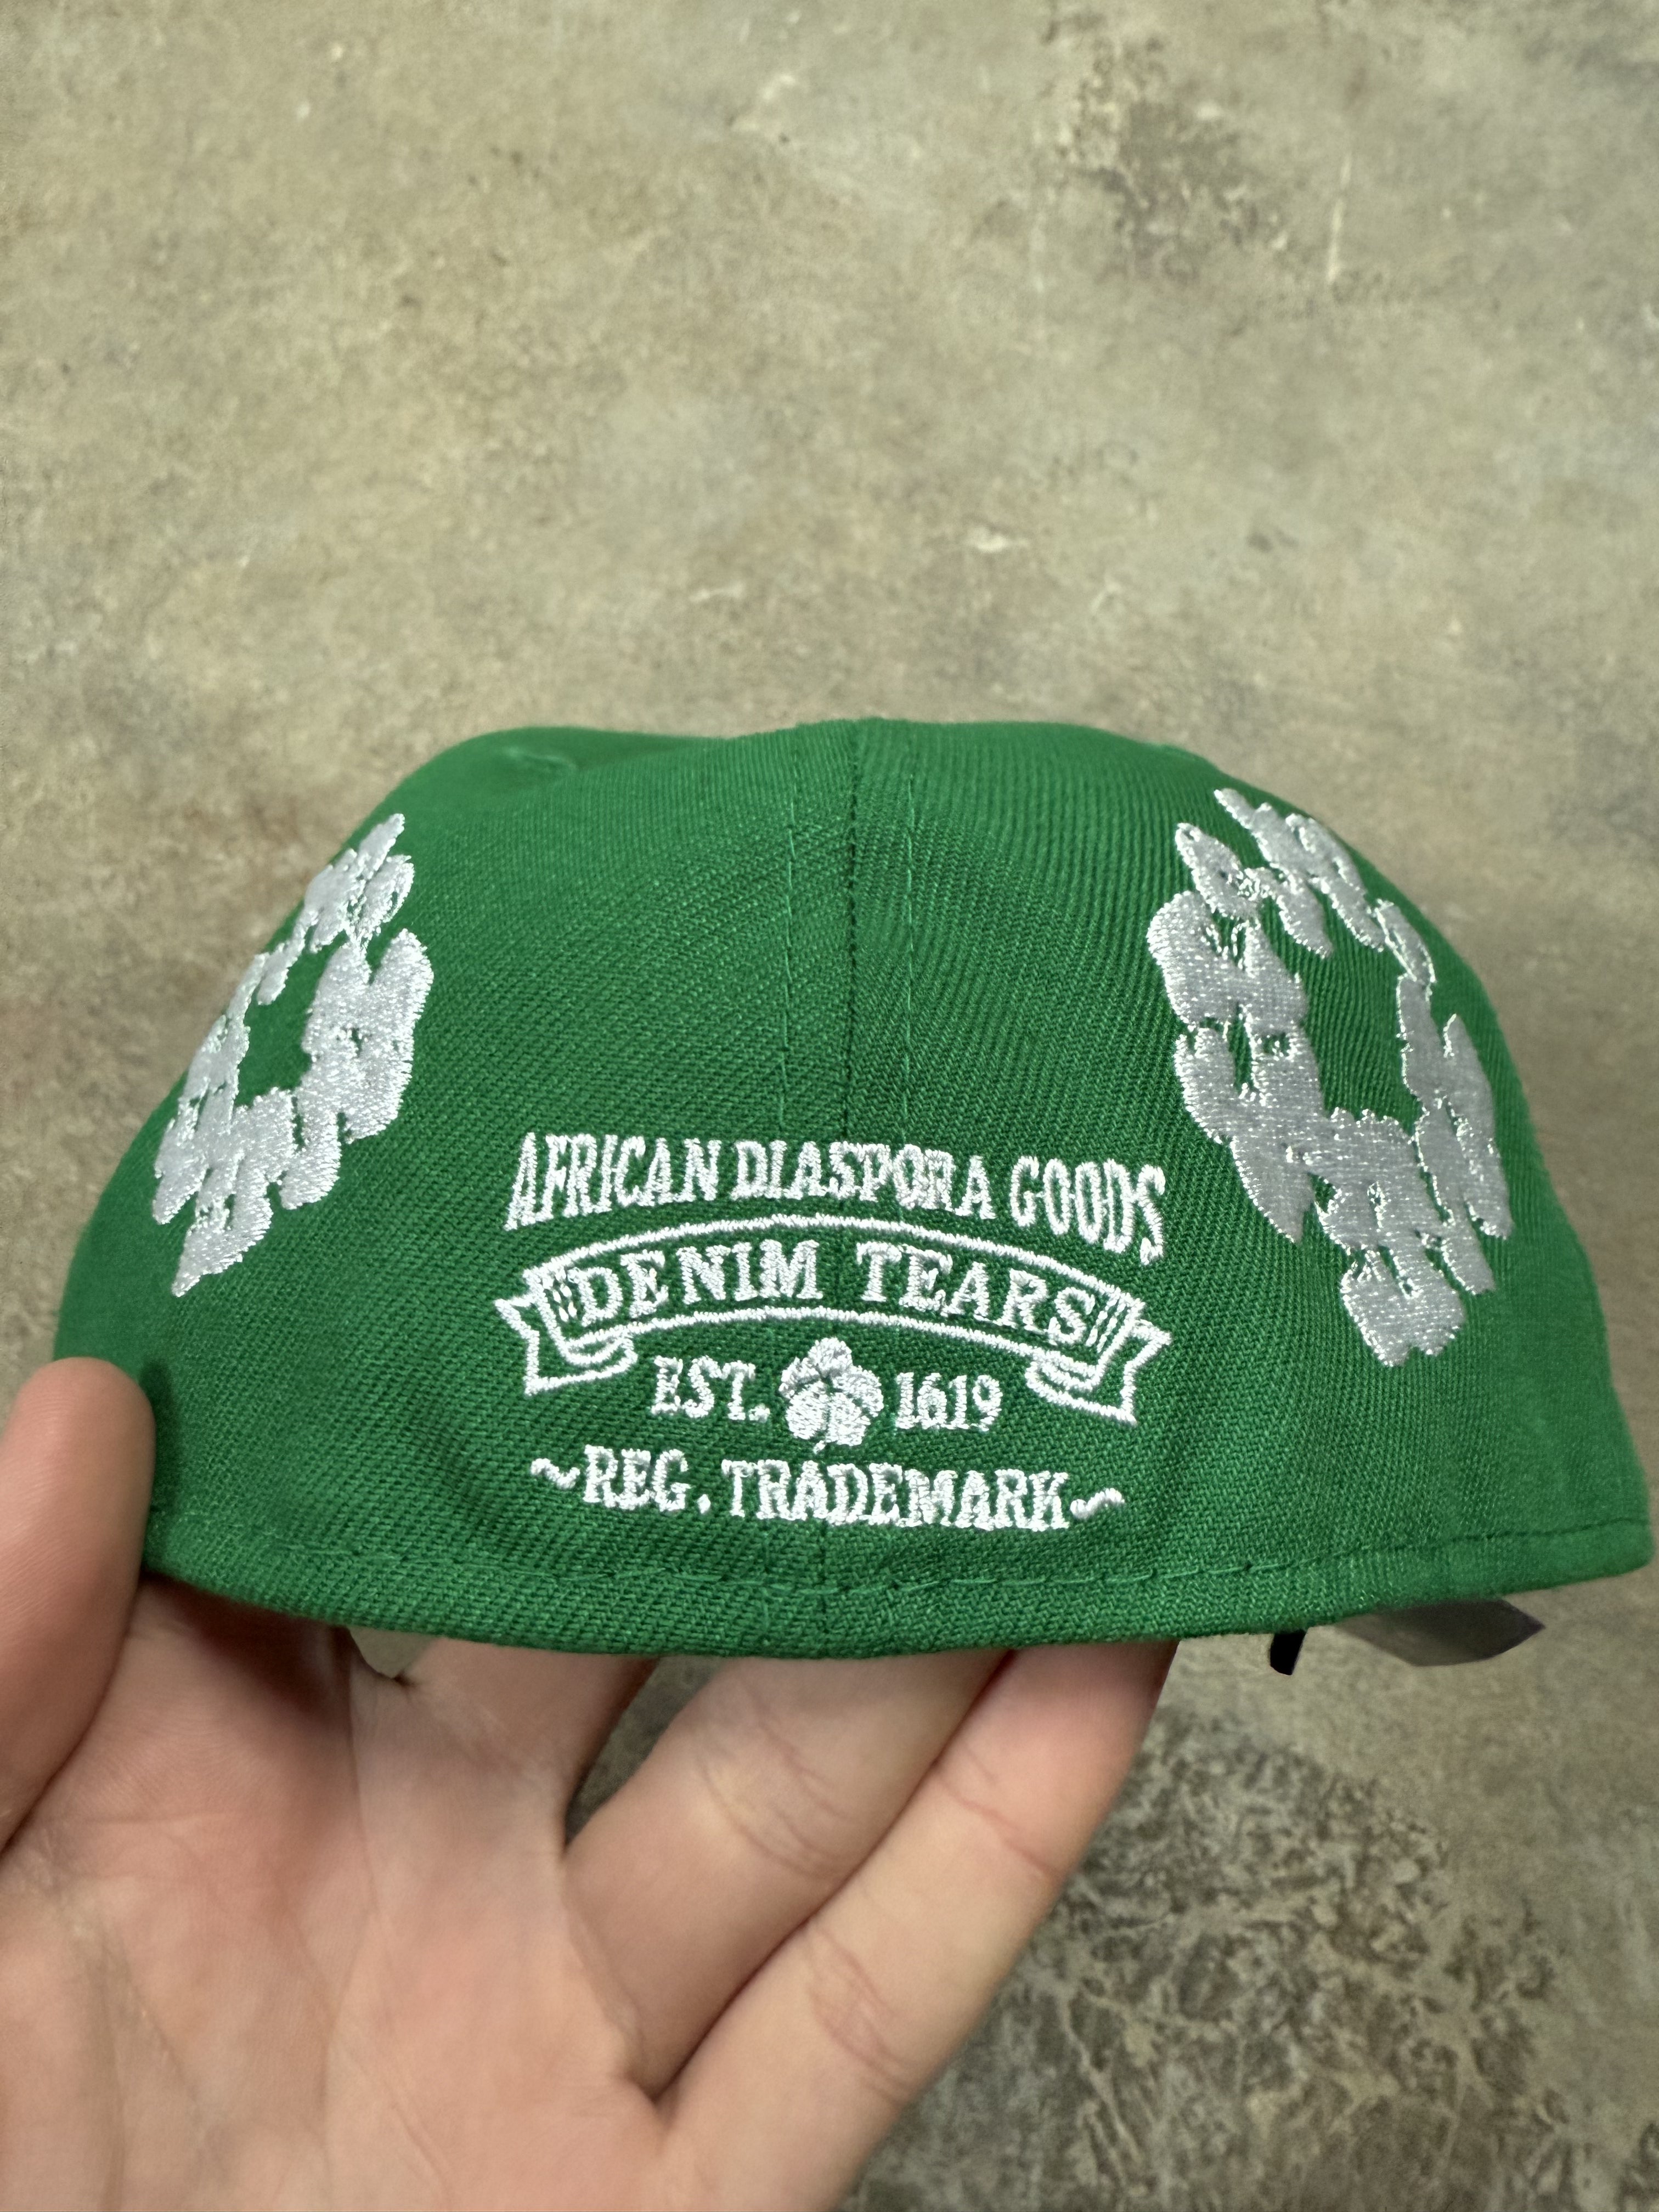 AFRICAN DIASPORA GOODS
DENIM TEARS
EST. 1619
~REG. TRADEMARK~